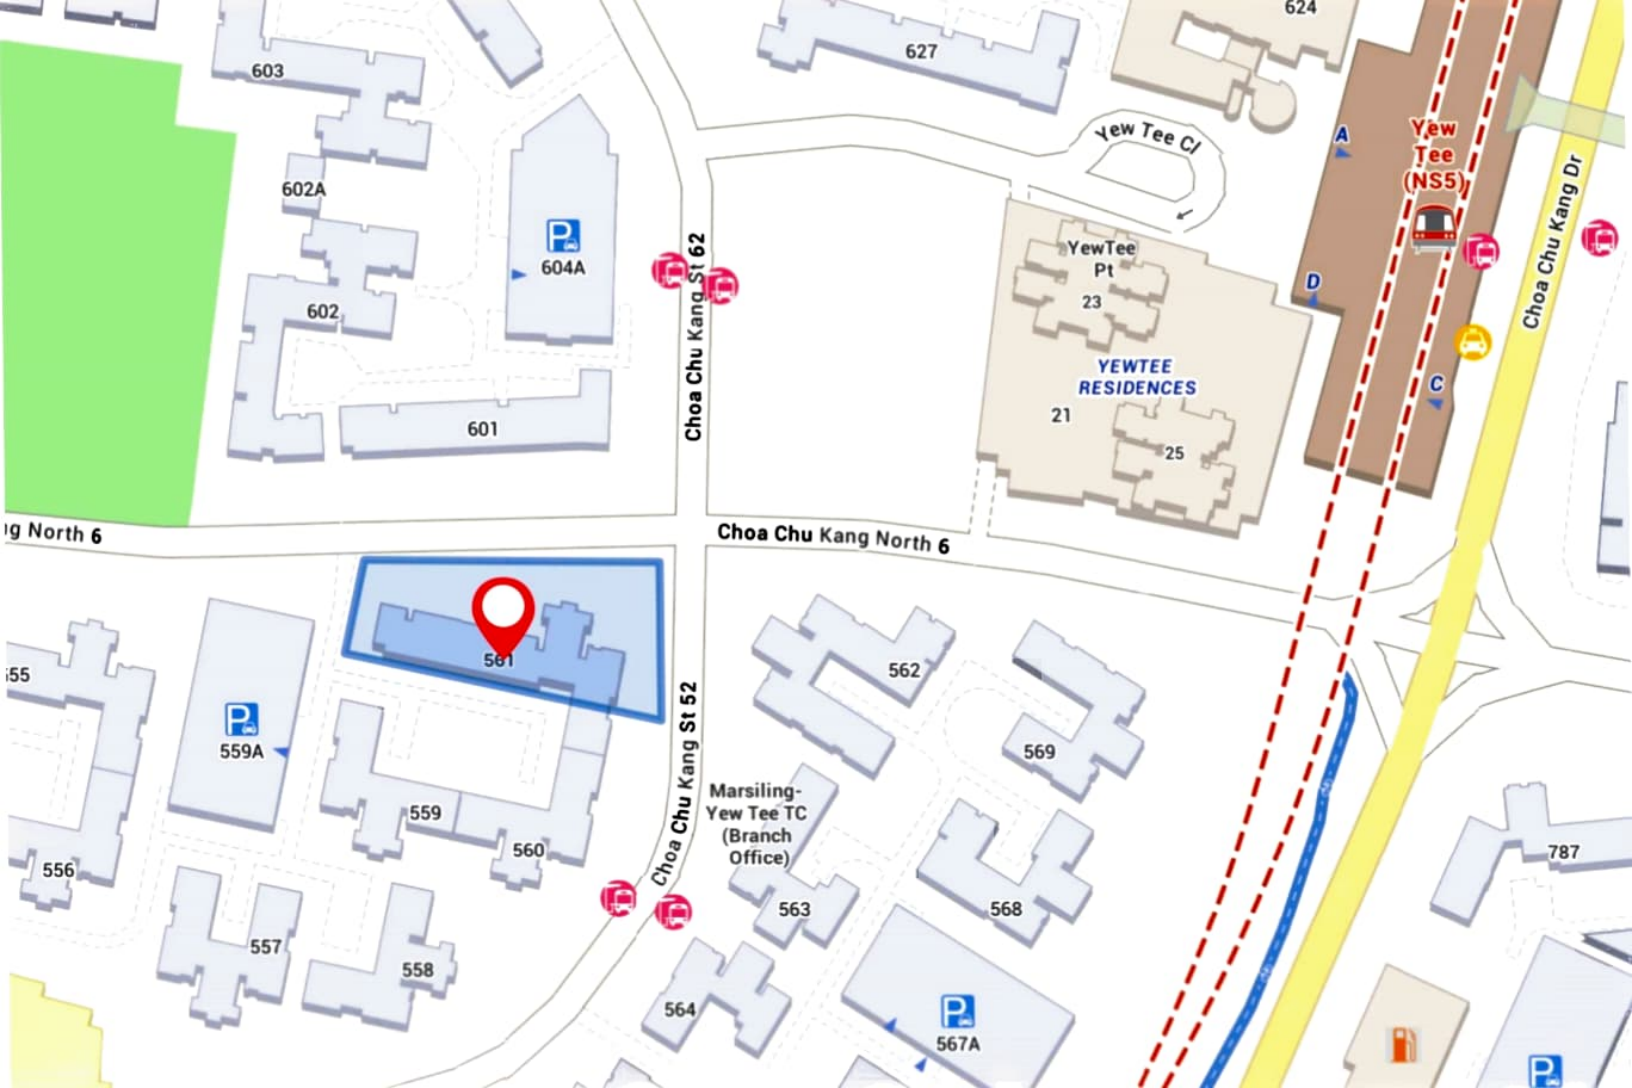 624
627
603
Yew Tee Cl
A
Yew
Tee
(NS5)
602A
Choa Chu Kang Dr
604A
YewTee
Pt
D
23
602
Choa Chu Kang St 62
YEWTEE
RESIDENCES
C
21
601
25
ng North 6
Choa Chu Kang North 6
561
562
555
559A
569
Choa Chu Kang St 52
Marsiling-
Yew Tee TC
(Branch
Office)
559
560
787
556
563
568
557
558
564
567A